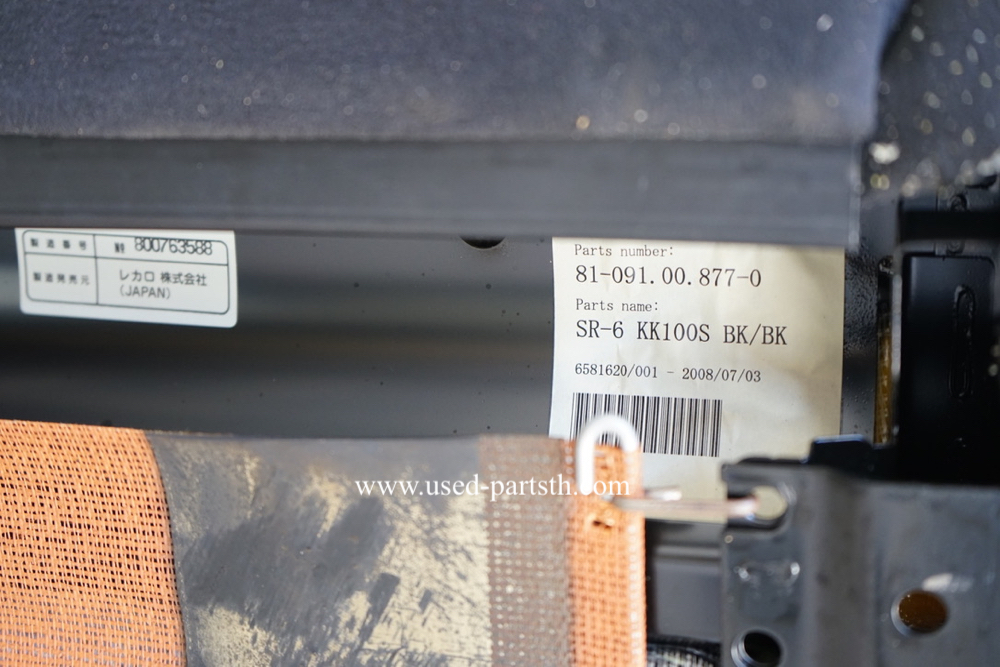 製造番号 № 800763588
製造発売元 レカロ 株式会社
(JAPAN)
Parts number:
81-091.00.877-0
Parts name:
SR-6 KK100S BK/BK
6581620/001 - 2008/07/03
www.used-partsth.com